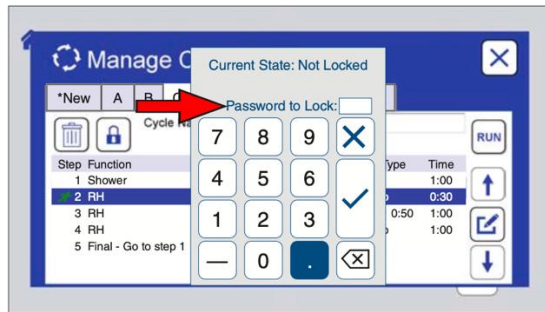 Manage C
Current State: Not Locked
*New A B C
Password to Lock:
Cycle Na
RUN
7 8 9
Step Function Type Time
1 Shower 1:00
4 5 6
2 RH 0:30
3 RH 0:50 1:00
1 2 3
4 RH 1:00
5 Final - Go to step 1
— 0 .